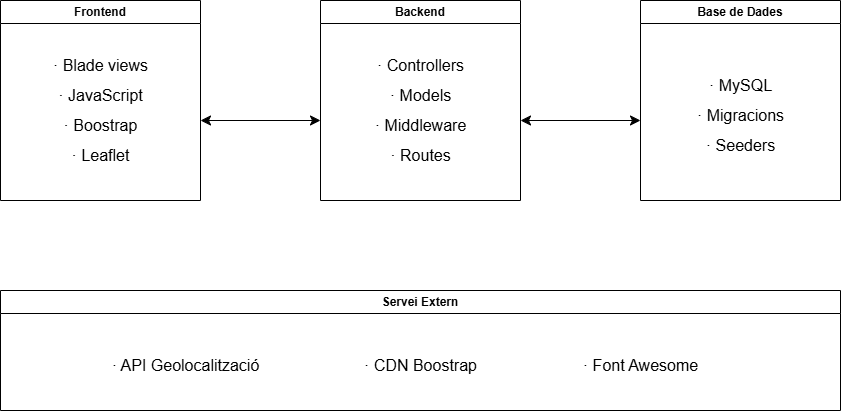 Frontend
· Blade views
· JavaScript
· Boostrap
· Leaflet
Backend
· Controllers
· Models
· Middleware
· Routes
Base de Dades
· MySQL
· Migracions
· Seeders
Servei Extern
· API Geolocalització
· CDN Boostrap
· Font Awesome